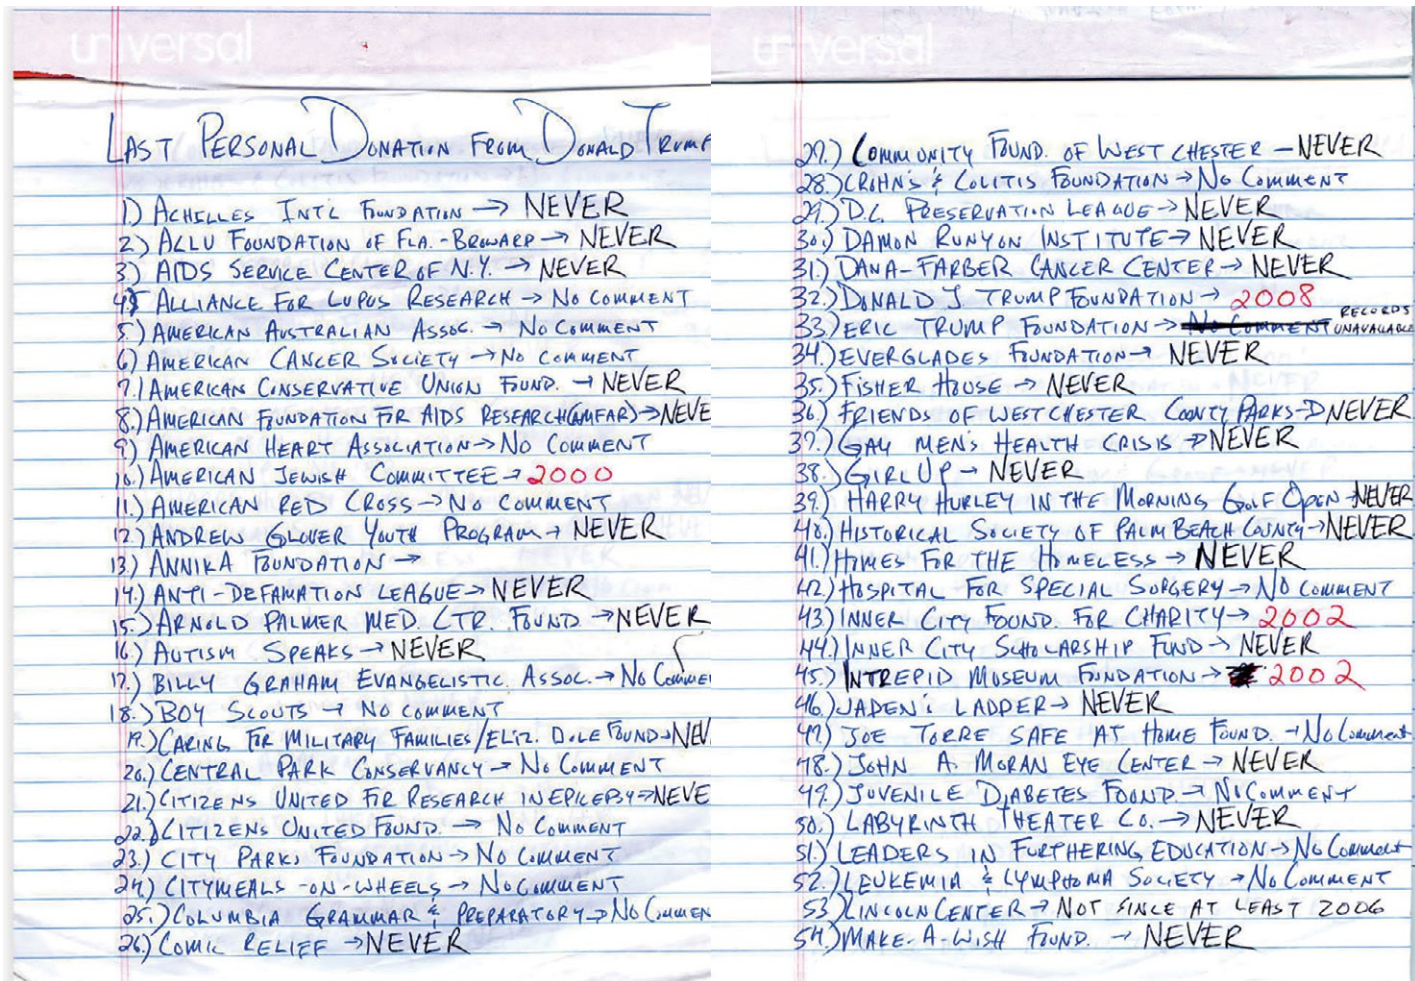 universal
LAST PERSONAL DONATION FROM DONALD TRUMP
1.) ACHILLES INT'L FOUNDATION → NEVER
2.) ALLU FOUNDATION OF FLA.-BROWARD → NEVER
3.) AIDS SERVICE CENTER OF N.Y. → NEVER
4.) ALLIANCE FOR LUPUS RESEARCH → NO COMMENT
5.) AMERICAN AUSTRALIAN ASSOC. → NO COMMENT
6.) AMERICAN CANCER SOCIETY → NO COMMENT
7.) AMERICAN CONSERVATIVE UNION FOUND. → NEVER
8.) AMERICAN FOUNDATION FOR AIDS RESEARCH (AMFAR) → NEVE
9.) AMERICAN HEART ASSOCIATION → NO COMMENT
10.) AMERICAN JEWISH COMMITTEE → 2000
11.) AMERICAN RED CROSS → NO COMMENT
12.) ANDREW GLOVER YOUTH PROGRAM → NEVER
13.) ANNIKA FOUNDATION →
14.) ANTI-DEFAMATION LEAGUE → NEVER
15.) ARNOLD PALMER MED. CTR. FOUND. → NEVER
16.) AUTISM SPEAKS → NEVER
17.) BILLY GRAHAM EVANGELISTIC ASSOC. → NO COMME
18.) BOY SCOUTS → NO COMMENT
19.) CARING FOR MILITARY FAMILIES/ELIZ. DOLE FOUND → NEV
20.) CENTRAL PARK CONSERVANCY → NO COMMENT
21.) CITIZENS UNITED FOR RESEARCH IN EPILEPSY → NEVE
22.) CITIZENS UNITED FOUND. → NO COMMENT
23.) CITY PARKS FOUNDATION → NO COMMENT
24.) CITYMEALS-ON-WHEELS → NO COMMENT
25.) COLUMBIA GRAMMAR & PREPARATORY → NO COMMEN
26.) COMIC RELIEF → NEVER
universal
27.) COMMUNITY FOUND. OF WESTCHESTER – NEVER
28.) CROHN'S & COLITIS FOUNDATION → NO COMMENT
29.) D.C. PRESERVATION LEAGUE → NEVER
30.) DAMON RUNYON INSTITUTE → NEVER
31.) DANA-FARBER CANCER CENTER → NEVER
32.) DONALD J TRUMP FOUNDATION → 2008
33.) ERIC TRUMP FOUNDATION → NO COMMENT RECORDS UNAVAILABLE
34.) EVERGLADES FOUNDATION → NEVER
35.) FISHER HOUSE → NEVER
36.) FRIENDS OF WESTCHESTER COUNTY PARKS → NEVER
37.) GAY MEN'S HEALTH CRISIS → NEVER
38.) GIRL UP → NEVER
39.) HARRY HURLEY IN THE MORNING GOLF OPEN → NEVER
40.) HISTORICAL SOCIETY OF PALM BEACH COUNTY → NEVER
41.) HOMES FOR THE HOMELESS → NEVER
42.) HOSPITAL FOR SPECIAL SURGERY → NO COMMENT
43.) INNER CITY FOUND. FOR CHARITY → 2002
44.) INNER CITY SCHOLARSHIP FUND → NEVER
45.) INTREPID MUSEUM FUNDATION → 2002
46.) JADEN'S LADDER → NEVER
47.) JOE TORRE SAFE AT HOME FOUND. → NO COMMENT
48.) JOHN A. MORAN EYE CENTER → NEVER
49.) JUVENILE DIABETES FOUND. → NO COMMENT
50.) LABYRINTH THEATER CO. → NEVER
51.) LEADERS IN FURTHERING EDUCATION → NO COMMENT
52.) LEUKEMIA & LYMPHOMA SOCIETY → NO COMMENT
53.) LINCOLN CENTER → NOT SINCE AT LEAST 2006
54.) MAKE-A-WISH FOUND. → NEVER